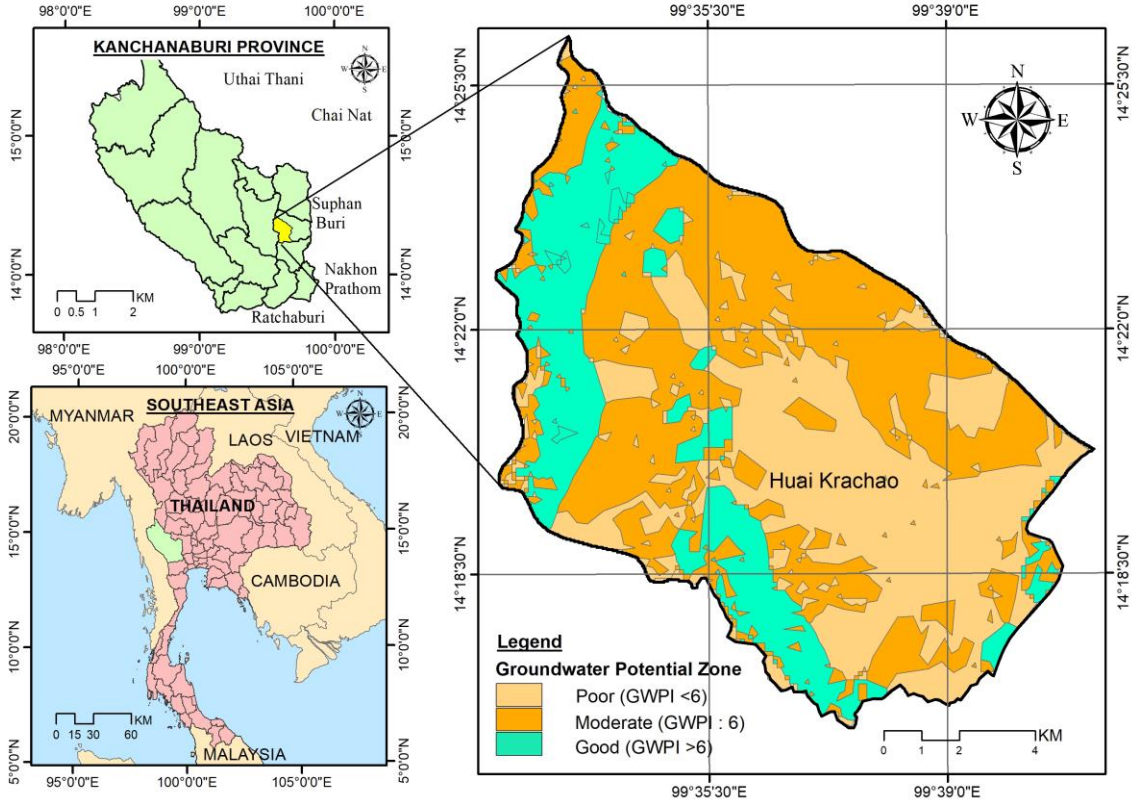 98°0'0"E 99°0'0"E 100°0'0"E
KANCHANABURI PROVINCE
N
W E
S
Uthai Thani
Chai Nat
Suphan
Buri
Nakhon
Prathom
Ratchaburi
0 0.5 1 2
KM
15°0'0"N
14°0'0"N
15°0'0"N
14°0'0"N
98°0'0"E 99°0'0"E 100°0'0"E
95°0'0"E 100°0'0"E 105°0'0"E
SOUTHEAST ASIA
N
W E
S
MYANMAR
LAOS
VIETNAM
THAILAND
CAMBODIA
MALAYSIA
KM
0 15 30 60
20°0'0"N
15°0'0"N
10°0'0"N
5°0'0"N
20°0'0"N
15°0'0"N
10°0'0"N
5°0'0"N
95°0'0"E 100°0'0"E 105°0'0"E
99°35'30"E 99°39'0"E
14°25'30"N
14°22'0"N
14°18'30"N
14°25'30"N
14°22'0"N
14°18'30"N
N
W E
S
Huai Krachao
Legend
Groundwater Potential Zone
Poor (GWPI <6)
Moderate (GWPI : 6)
Good (GWPI >6)
KM
0 1 2 4
99°35'30"E 99°39'0"E